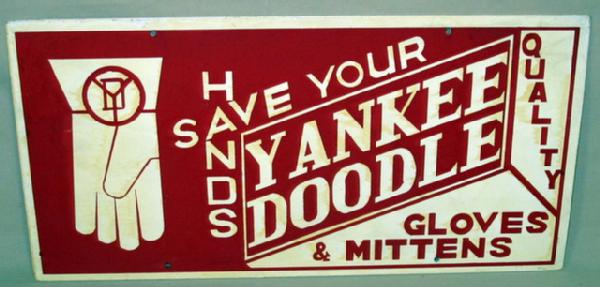 SAVE YOUR
HANDS
YANKEE
DOODLE
QUALITY
GLOVES
& MITTENS